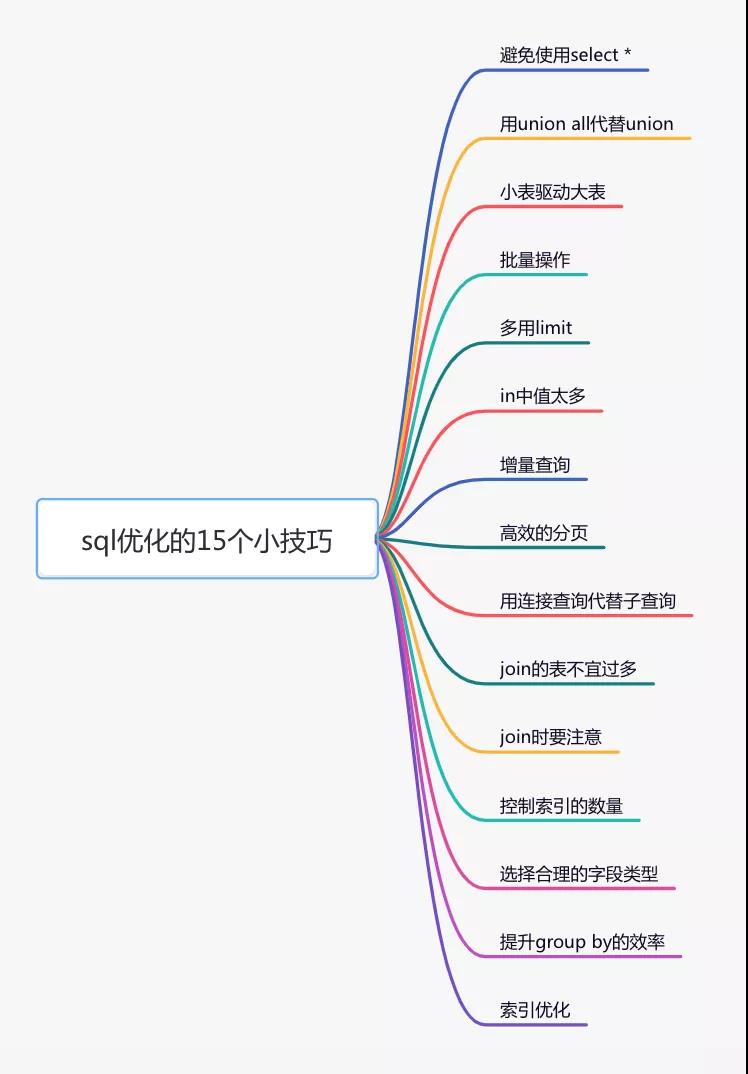 避免使用select *
用union all代替union
小表驱动大表
批量操作
多用limit
in中值太多
增量查询
高效的分页
sql优化的15个小技巧
用连接查询代替子查询
join的表不宜过多
join时要注意
控制索引的数量
选择合理的字段类型
提升group by的效率
索引优化